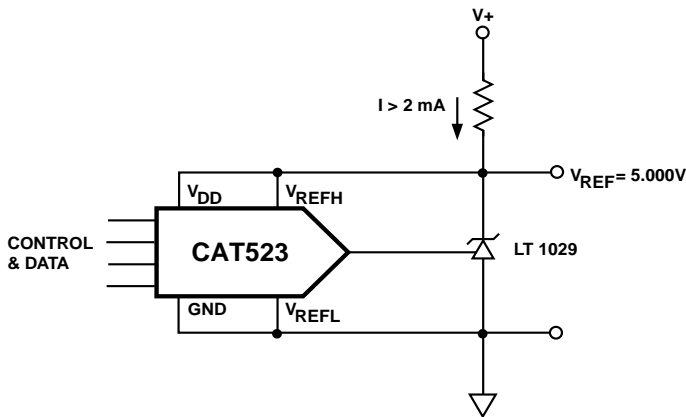 V+
I > 2 mA
VREF = 5.000V
VDD
VREFH
CONTROL
& DATA
CAT523
LT 1029
GND
VREFL